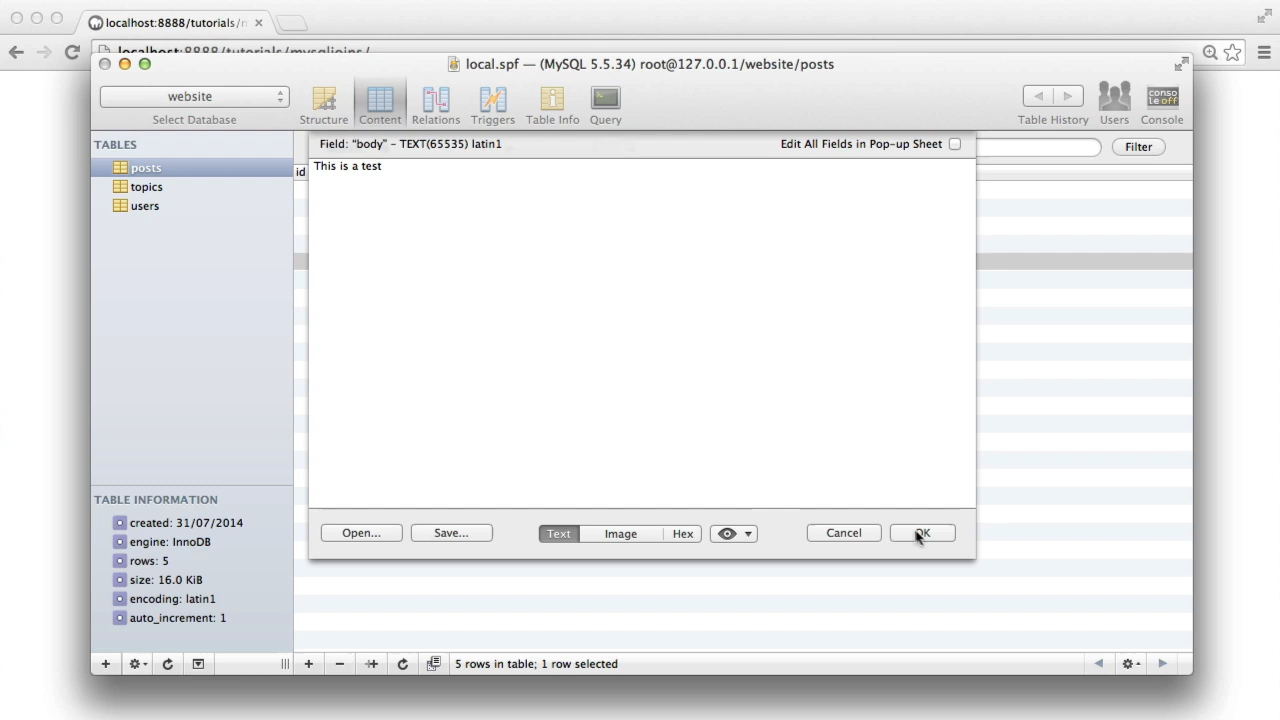 localhost:8888/tutorials/
localhost:8888/tutorials/mysqljoins/
local.spf — (MySQL 5.5.34) root@127.0.0.1/website/posts
website
Select Database
Structure
Content
Relations
Triggers
Table Info
Query
Table History
Users
conso
le off
Console
TABLES
posts
topics
users
id
Field: “body” – TEXT(65535) latin1
Edit All Fields in Pop-up Sheet
Filter
This is a test
TABLE INFORMATION
created: 31/07/2014
engine: InnoDB
rows: 5
size: 16.0 KiB
encoding: latin1
auto_increment: 1
Open...
Save...
Text
Image
Hex
Cancel
OK
5 rows in table; 1 row selected